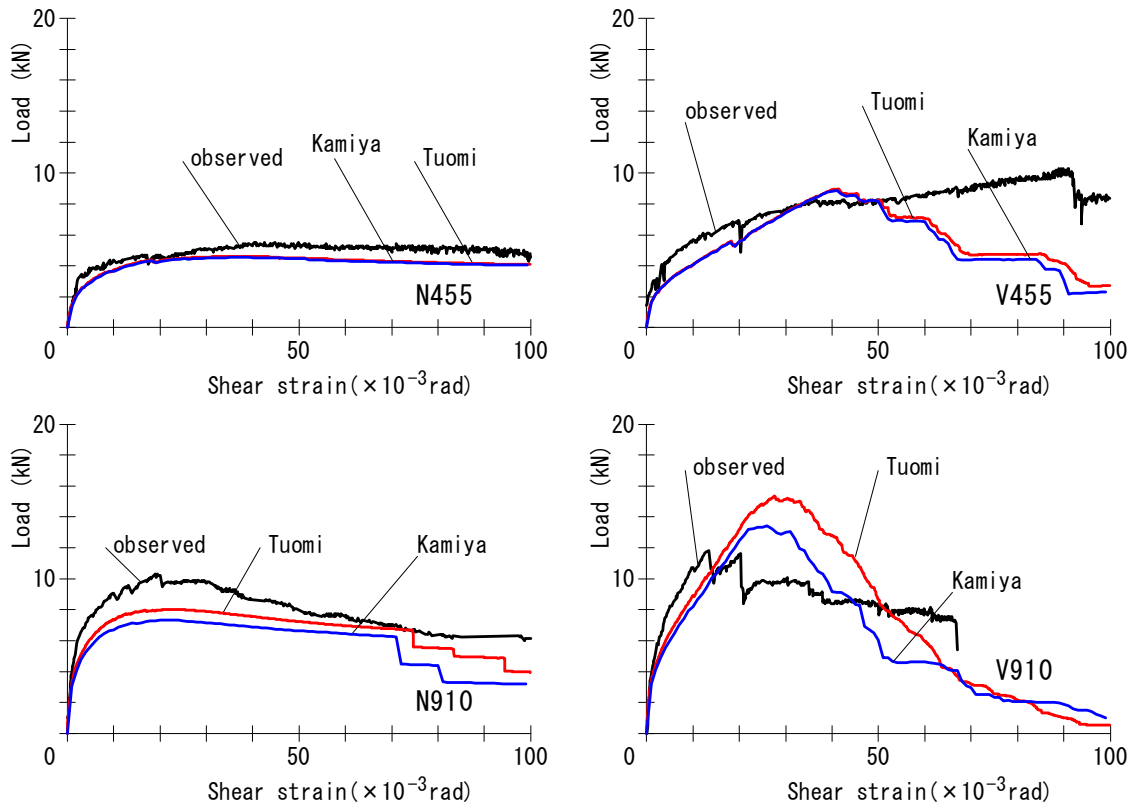 20
Load (kN)
10
0
observed
Kamiya
Tuomi
N455
50
100
Shear strain(×10⁻³rad)
20
Load (kN)
10
0
observed
Tuomi
Kamiya
V455
50
100
Shear strain(×10⁻³rad)
20
Load (kN)
10
0
observed
Tuomi
Kamiya
N910
50
100
Shear strain(×10⁻³rad)
20
Load (kN)
10
0
observed
Tuomi
Kamiya
V910
50
100
Shear strain(×10⁻³rad)